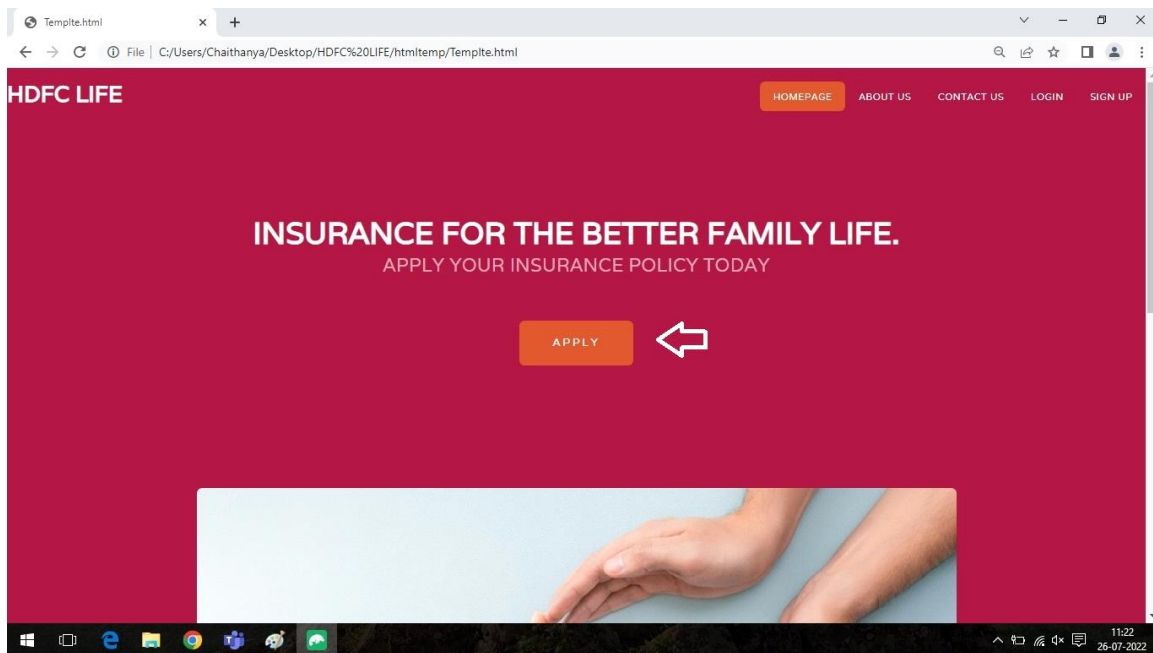 Templte.html
File | C:/Users/Chaithanya/Desktop/HDFC%20LIFE/htmltemp/Templte.html
HDFC LIFE
HOMEPAGE ABOUT US CONTACT US LOGIN SIGN UP
INSURANCE FOR THE BETTER FAMILY LIFE.
APPLY YOUR INSURANCE POLICY TODAY
APPLY
11:22
26-07-2022